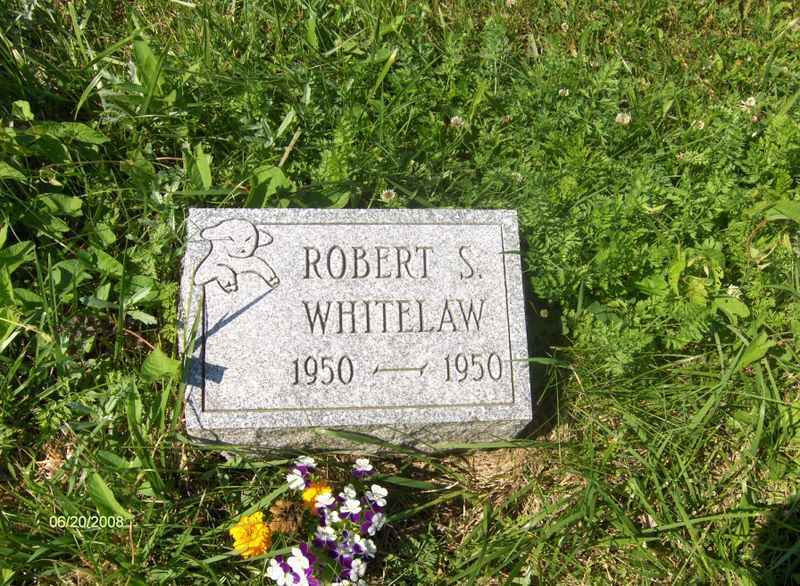 ROBERT S.
WHITELAW
1950 — 1950
06/20/2008